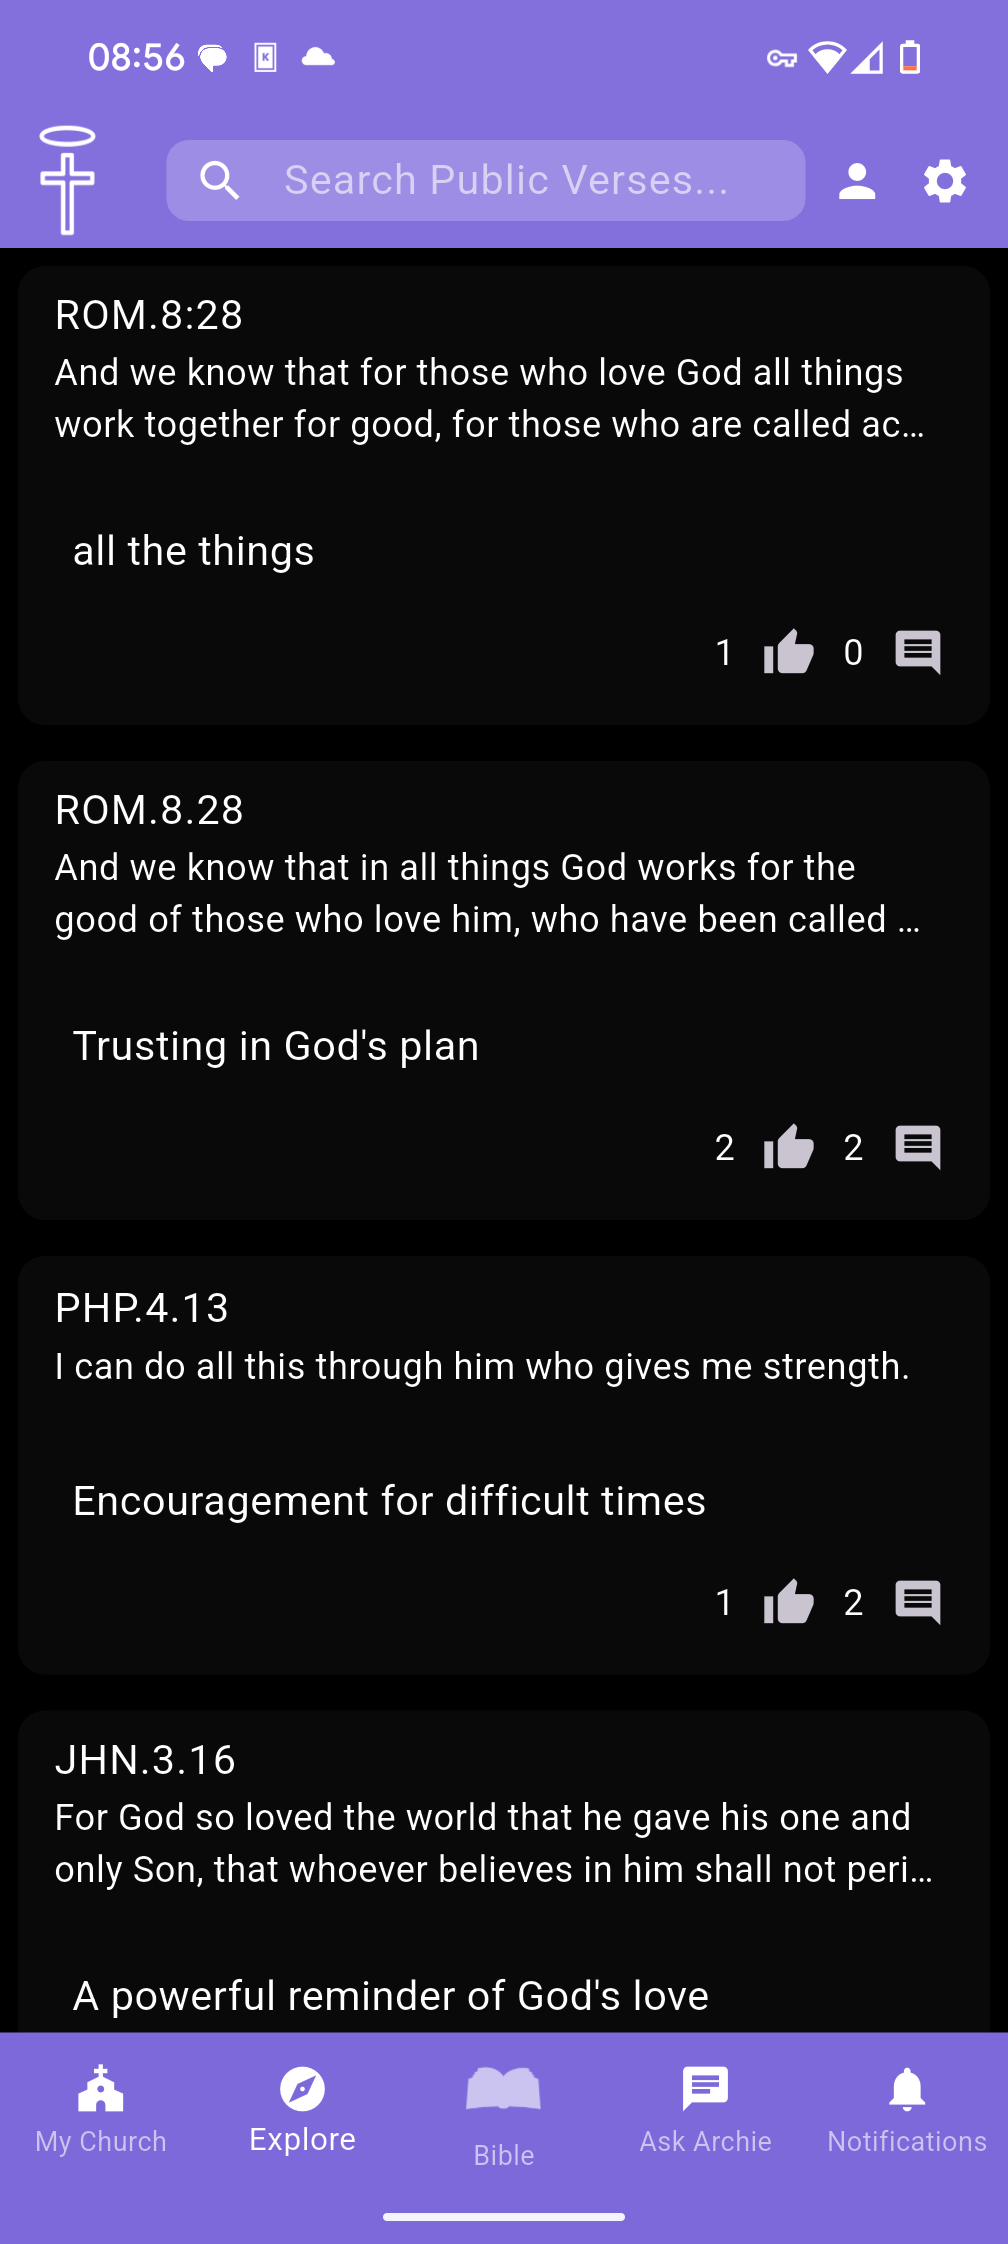 08:56
Search Public Verses...
ROM.8:28
And we know that for those who love God all things
work together for good, for those who are called ac...
all the things
1 0
ROM.8.28
And we know that in all things God works for the
good of those who love him, who have been called ...
Trusting in God's plan
2 2
PHP.4.13
I can do all this through him who gives me strength.
Encouragement for difficult times
1 2
JHN.3.16
For God so loved the world that he gave his one and
only Son, that whoever believes in him shall not peri...
A powerful reminder of God's love
My Church Explore Bible Ask Archie Notifications